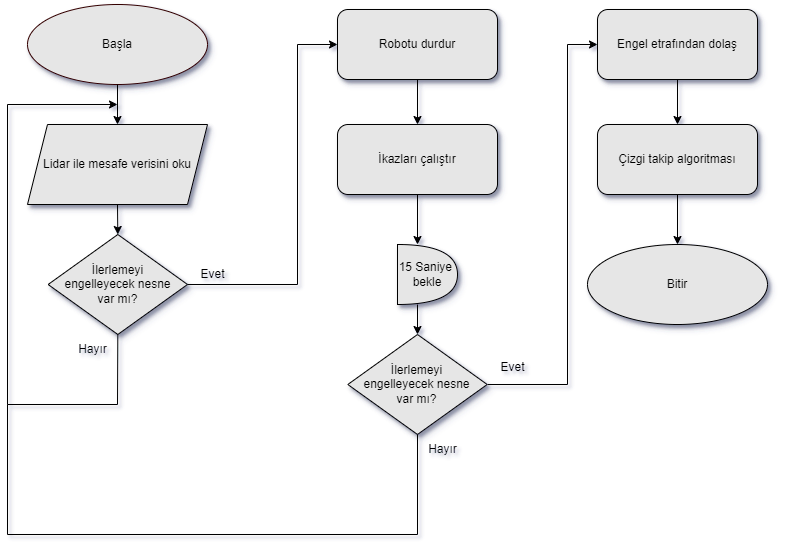 Başla
Lidar ile mesafe verisini oku
İlerlemeyi
engelleyecek nesne
var mı?
Evet
Hayır
Robotu durdur
İkazları çalıştır
15 Saniye
bekle
İlerlemeyi
engelleyecek nesne
var mı?
Evet
Hayır
Engel etrafından dolaş
Çizgi takip algoritması
Bitir